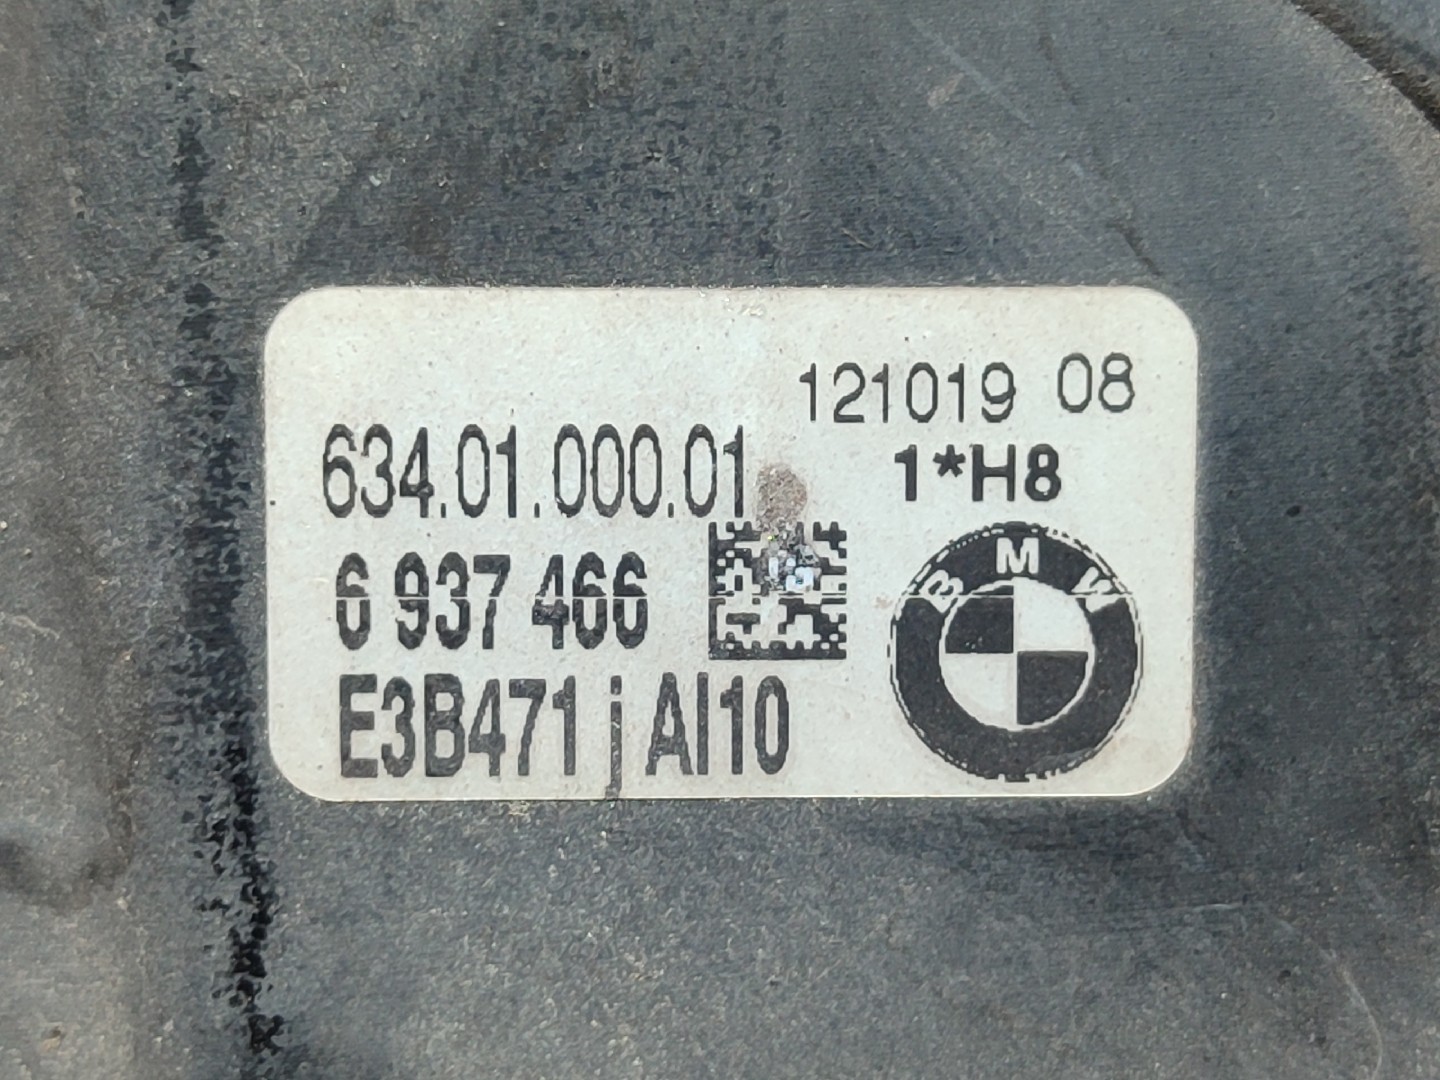 121019 08
634.01.000.01
1*H8
6 937 466
E3B471 j AI10
BMW